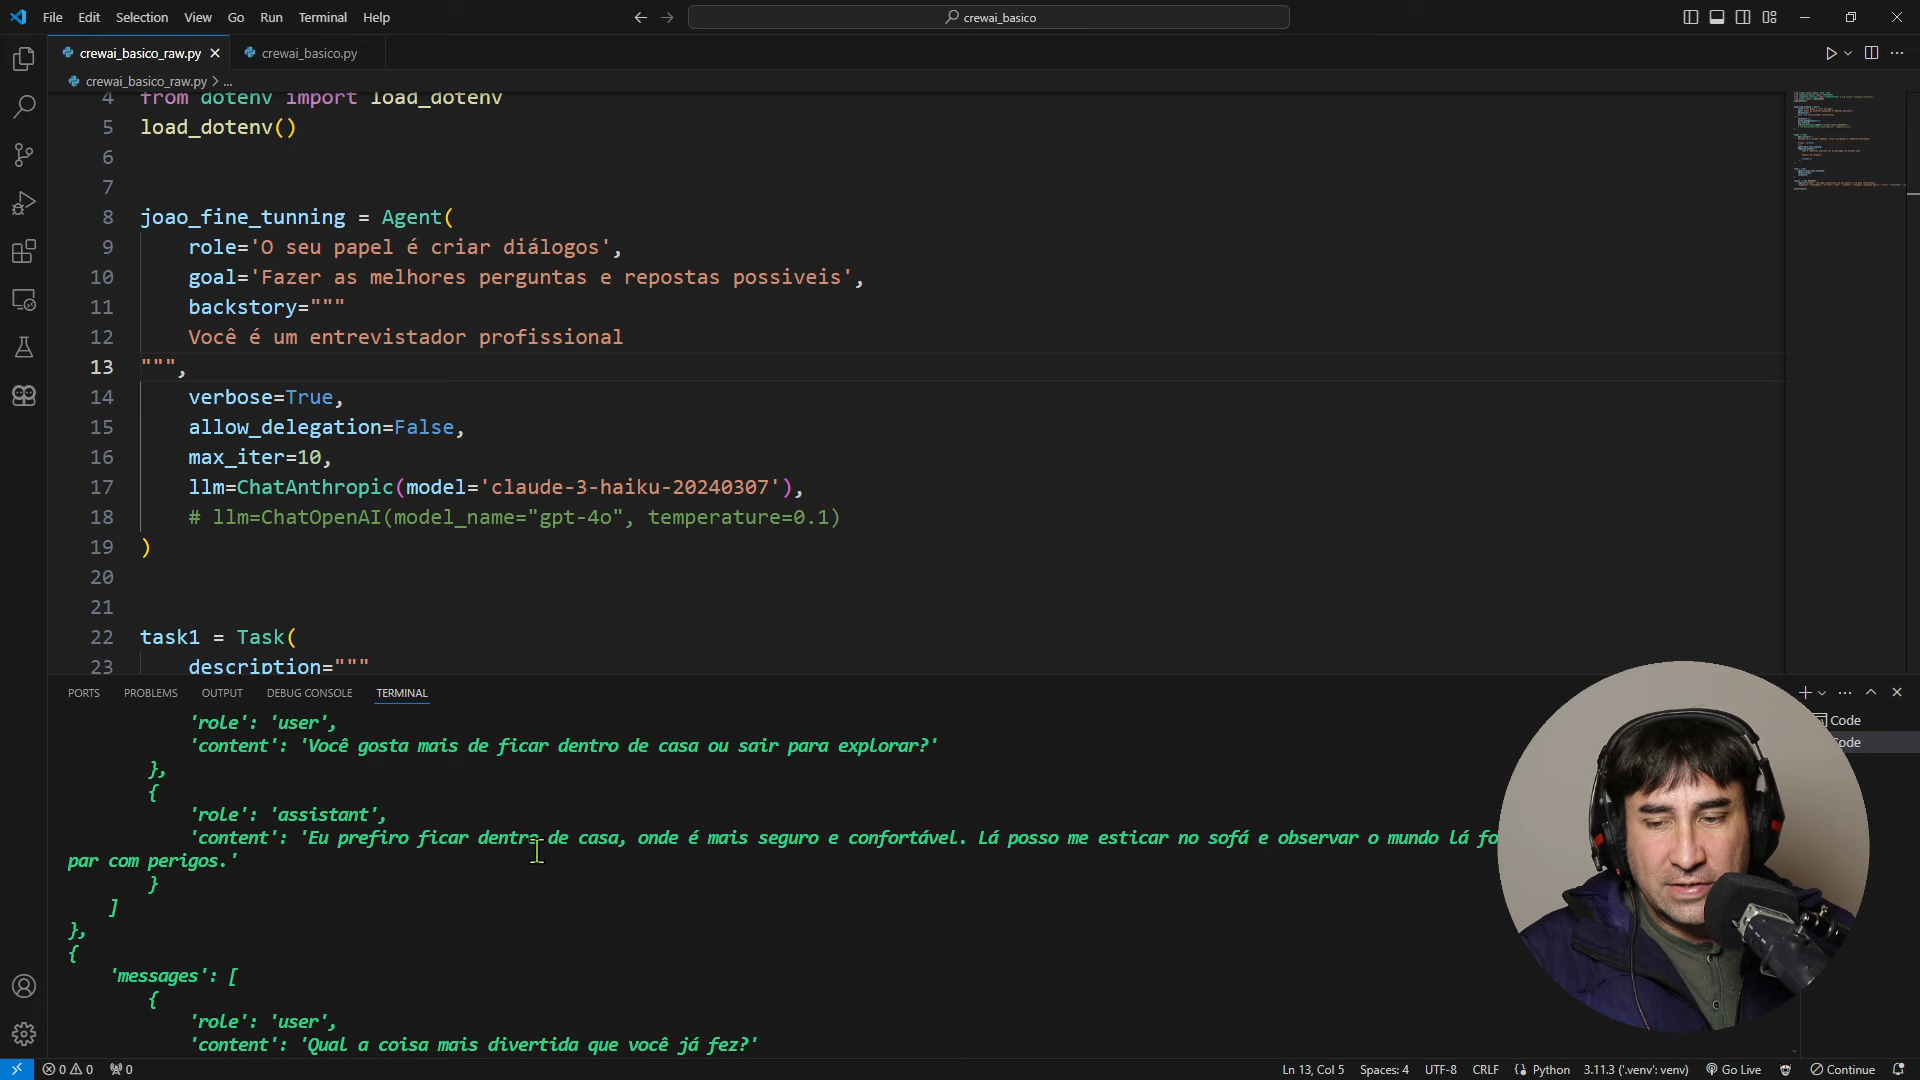 File Edit Selection View Go Run Terminal Help
crewai_basico
crewai_basico_raw.py crewai_basico.py
crewai_basico_raw.py > ...
4 from dotenv import load_dotenv
5 load_dotenv()
6
7
8 joao_fine_tunning = Agent(
9 role='O seu papel é criar diálogos',
10 goal='Fazer as melhores perguntas e repostas possiveis',
11 backstory="""
12 Você é um entrevistador profissional
13 """,
14 verbose=True,
15 allow_delegation=False,
16 max_iter=10,
17 llm=ChatAnthropic(model='claude-3-haiku-20240307'),
18 # llm=ChatOpenAI(model_name="gpt-4o", temperature=0.1)
19 )
20
21
22 task1 = Task(
23 description="""
PORTS PROBLEMS OUTPUT DEBUG CONSOLE TERMINAL
'role': 'user',
'content': 'Você gosta mais de ficar dentro de casa ou sair para explorar?'
},
{
'role': 'assistant',
'content': 'Eu prefiro ficar dentro de casa, onde é mais seguro e confortável. Lá posso me esticar no sofá e observar o mundo lá
par com perigos.'
}
]
},
{
'messages': [
{
'role': 'user',
'content': 'Qual a coisa mais divertida que você já fez?'
Code
Code
0 0 0 Ln 13, Col 5 Spaces: 4 UTF-8 CRLF Python 3.11.3 ('.venv': venv) Go Live Continue